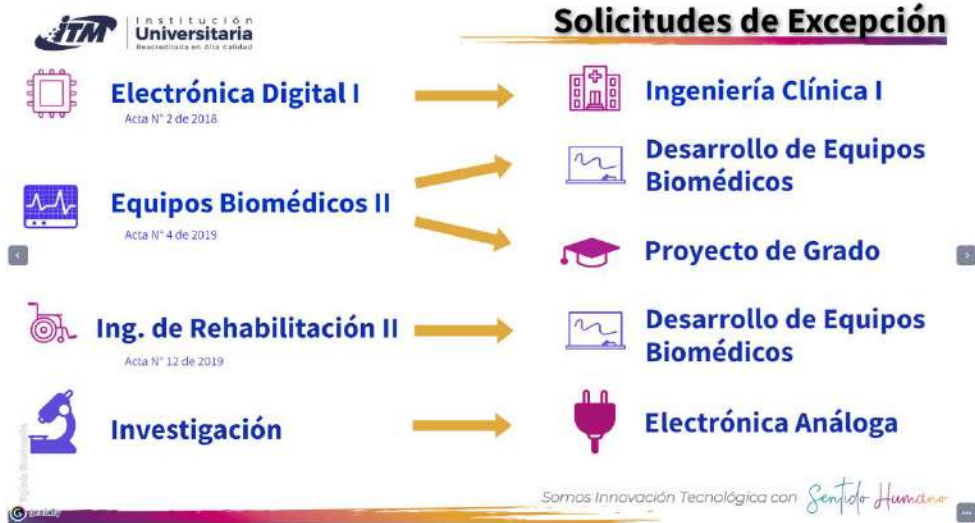 iTM
Institución
Universitaria
Reacreditada en Alta Calidad
Solicitudes de Excepción
Electrónica Digital I
Acta N° 2 de 2018
Ingeniería Clínica I
Equipos Biomédicos II
Acta N° 4 de 2019
Desarrollo de Equipos
Biomédicos
Proyecto de Grado
Ing. de Rehabilitación II
Acta N° 12 de 2019
Desarrollo de Equipos
Biomédicos
Investigación
Electrónica Análoga
Somos Innovación Tecnológica con Sentido Humano